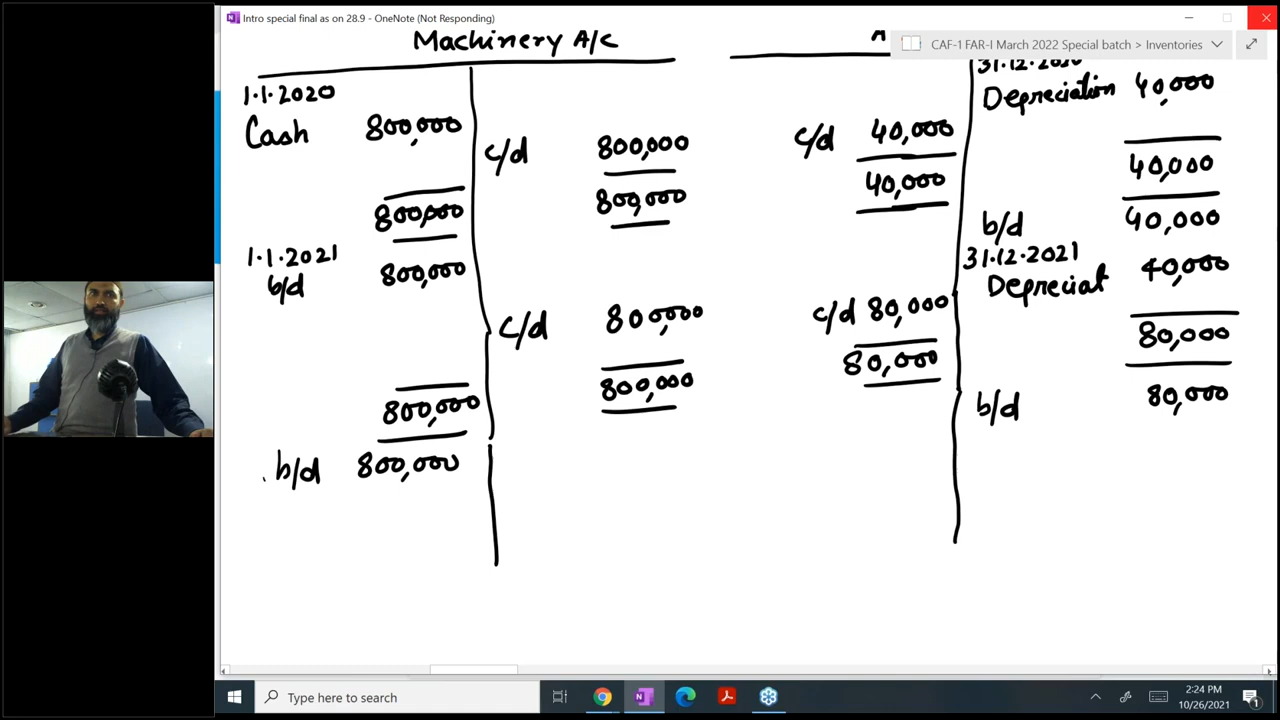 Intro special final as on 28.9 - OneNote (Not Responding)
CAF-1 FAR-I March 2022 Special batch > Inventories
Machinery A/C
A
1.1.2020
Cash 800,000
c/d 800,000
800,000
800,000
1.1.2021
b/d 800,000
c/d 800,000
800,000
800,000
b/d 800,000
31.12.2020
Depreciation 40,000
c/d 40,000
40,000
40,000
b/d 40,000
31.12.2021
Depreciat 40,000
c/d 80,000
80,000
80,000
b/d 80,000
Type here to search
2:24 PM
10/26/2021
1